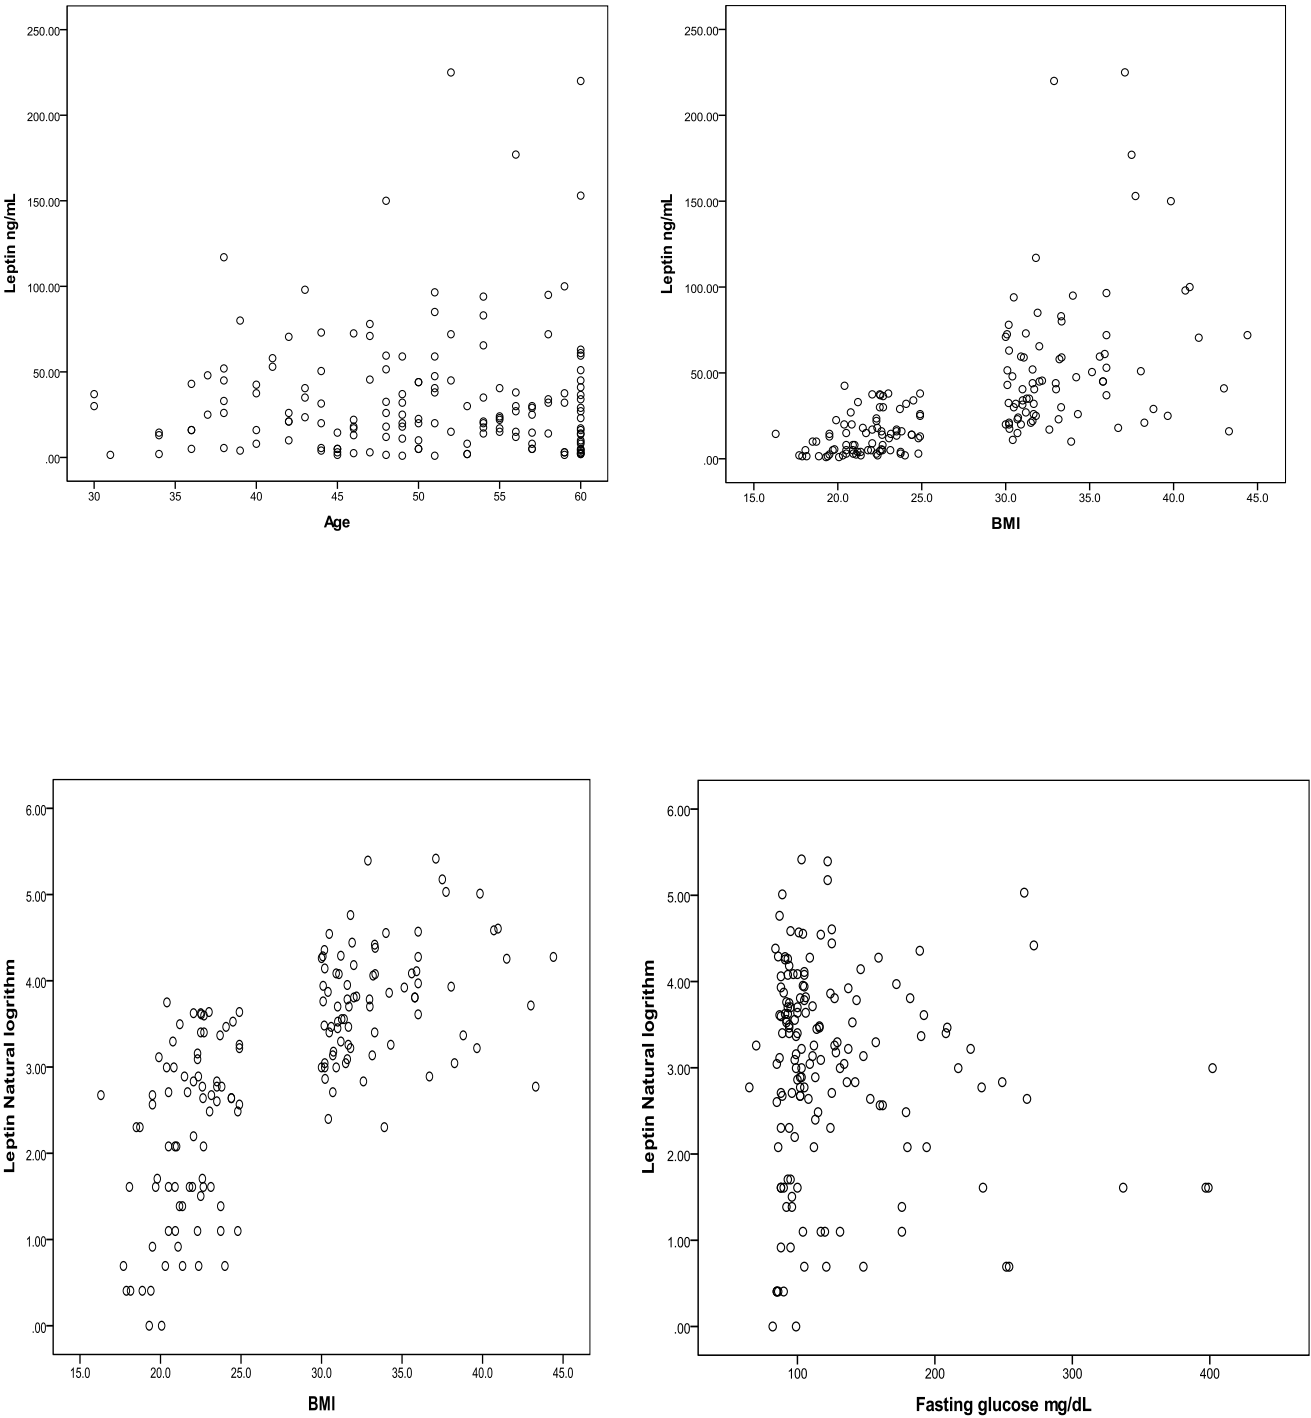 250.00
200.00
150.00
100.00
50.00
.00
Leptin ng/mL
30 35 40 45 50 55 60
Age
250.00
200.00
150.00
100.00
50.00
.00
Leptin ng/mL
15.0 20.0 25.0 30.0 35.0 40.0 45.0
BMI
6.00
5.00
4.00
3.00
2.00
1.00
.00
Leptin Natural logrithm
15.0 20.0 25.0 30.0 35.0 40.0 45.0
BMI
6.00
5.00
4.00
3.00
2.00
1.00
.00
Leptin Natural logrithm
100 200 300 400
Fasting glucose mg/dL